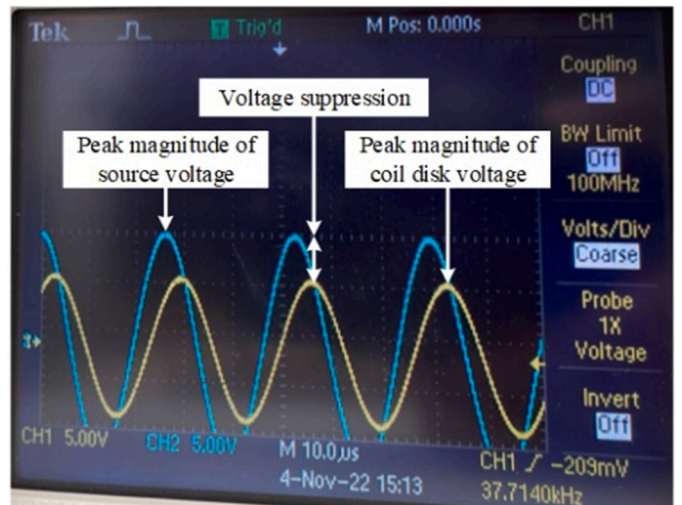 Tek
T Trig'd
M Pos: 0.000s
CH1
Coupling
DC
BW Limit
Off
100MHz
Volts/Div
Coarse
Probe
1X
Voltage
Invert
Off
Voltage suppression
Peak magnitude of
source voltage
Peak magnitude of
coil disk voltage
CH1 5.00V
CH2 5.00V
M 10.0µs
CH1 ∕ -209mV
4-Nov-22 15:13
37.7140kHz